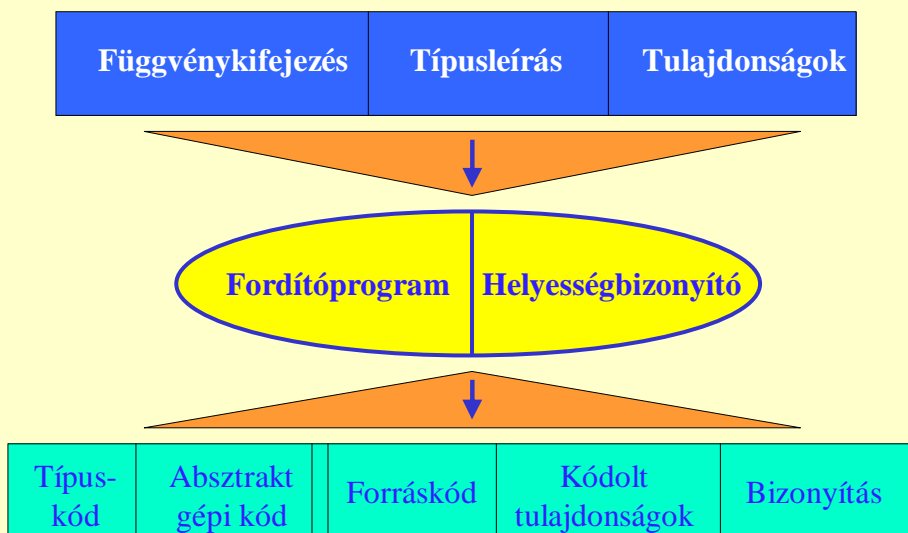 Függvénykifejezés Típusleírás Tulajdonságok
Fordítóprogram Helyességbizonyító
Típus-
kód
Absztrakt
gépi kód
Forráskód
Kódolt
tulajdonságok
Bizonyítás